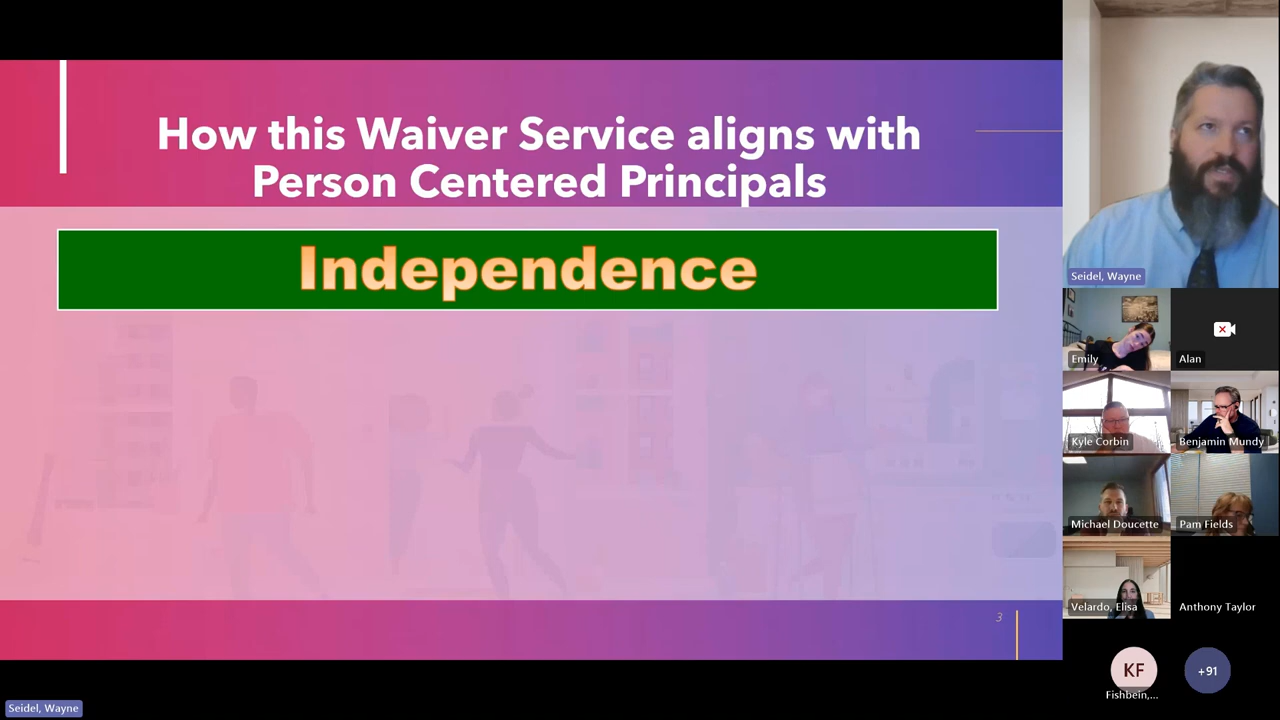 How this Waiver Service aligns with
Person Centered Principals
Independence
3
Seidel, Wayne
Seidel, Wayne
Emily
Alan
Kyle Corbin
Benjamin Mundy
Michael Doucette
Pam Fields
Velardo, Elisa
Anthony Taylor
KF
+91
Fishbein,...